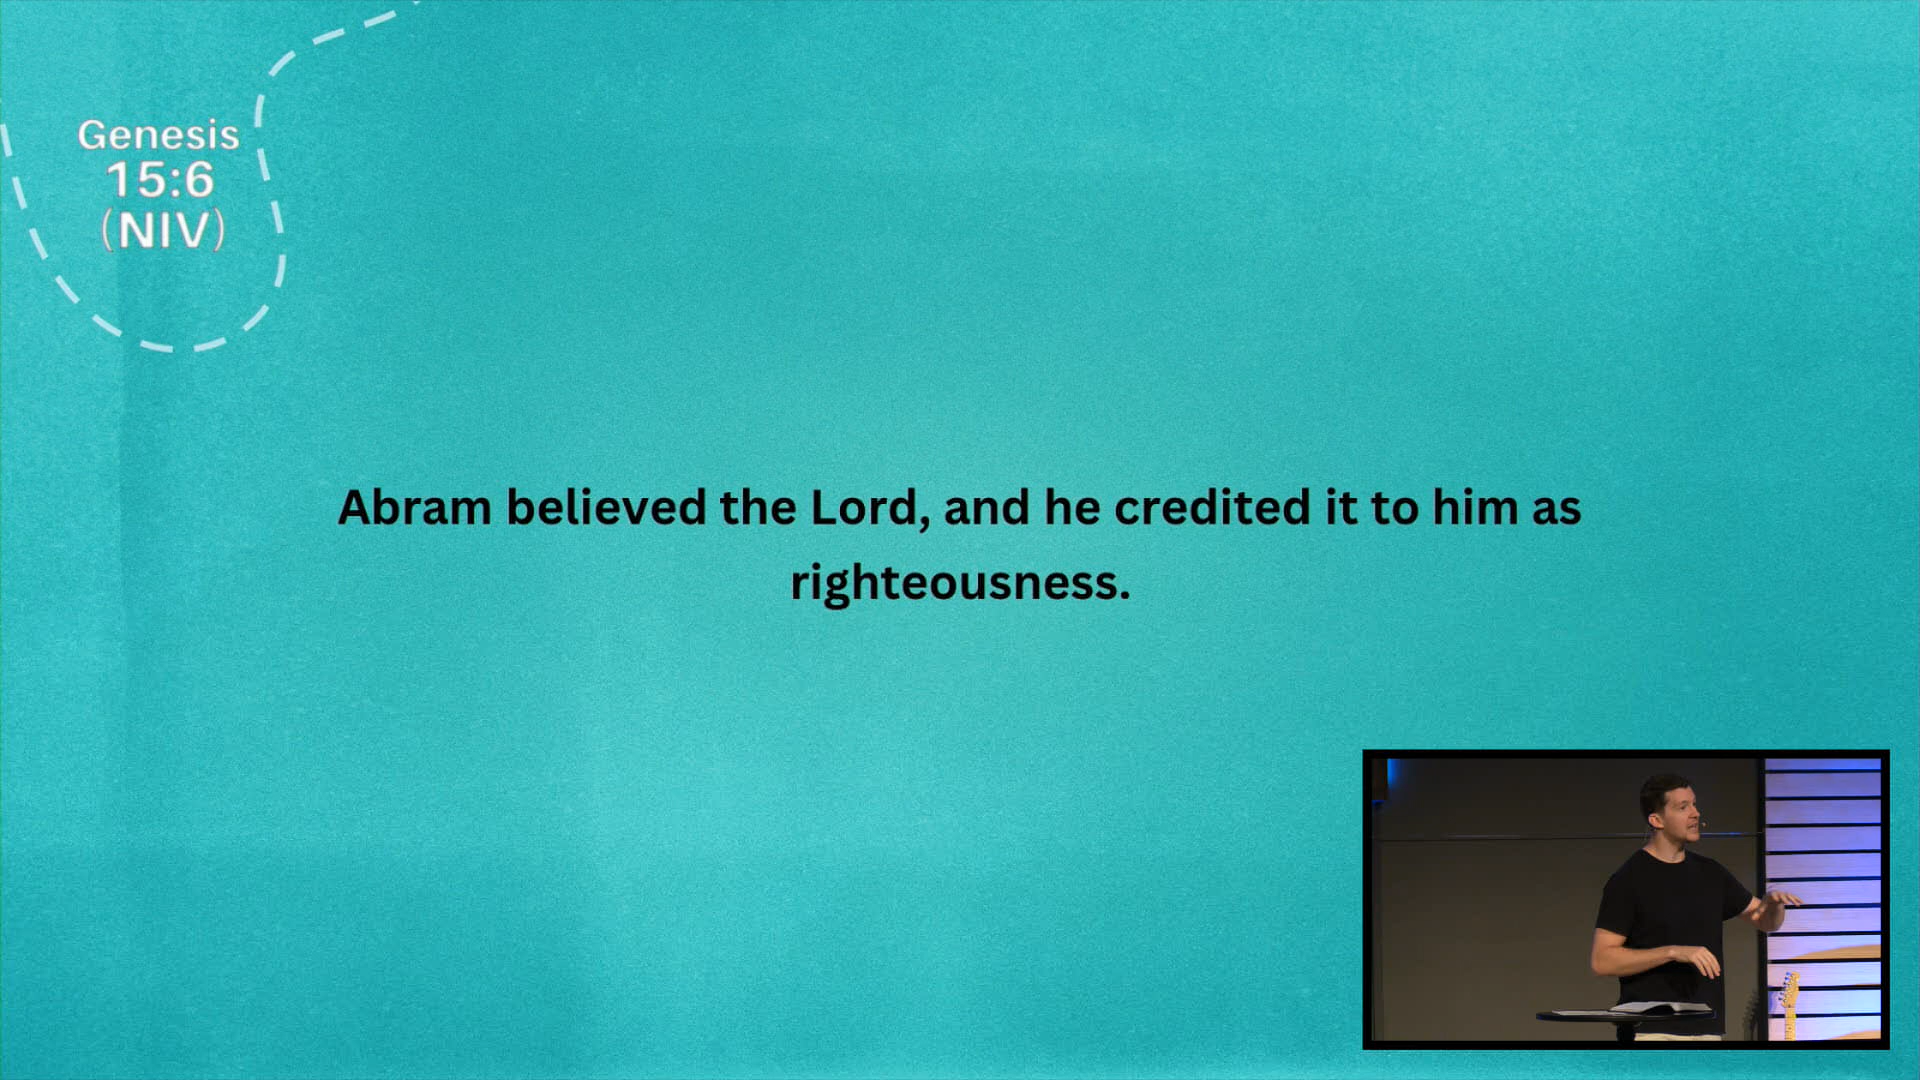 Genesis
15:6
(NIV)
Abram believed the Lord, and he credited it to him as
righteousness.